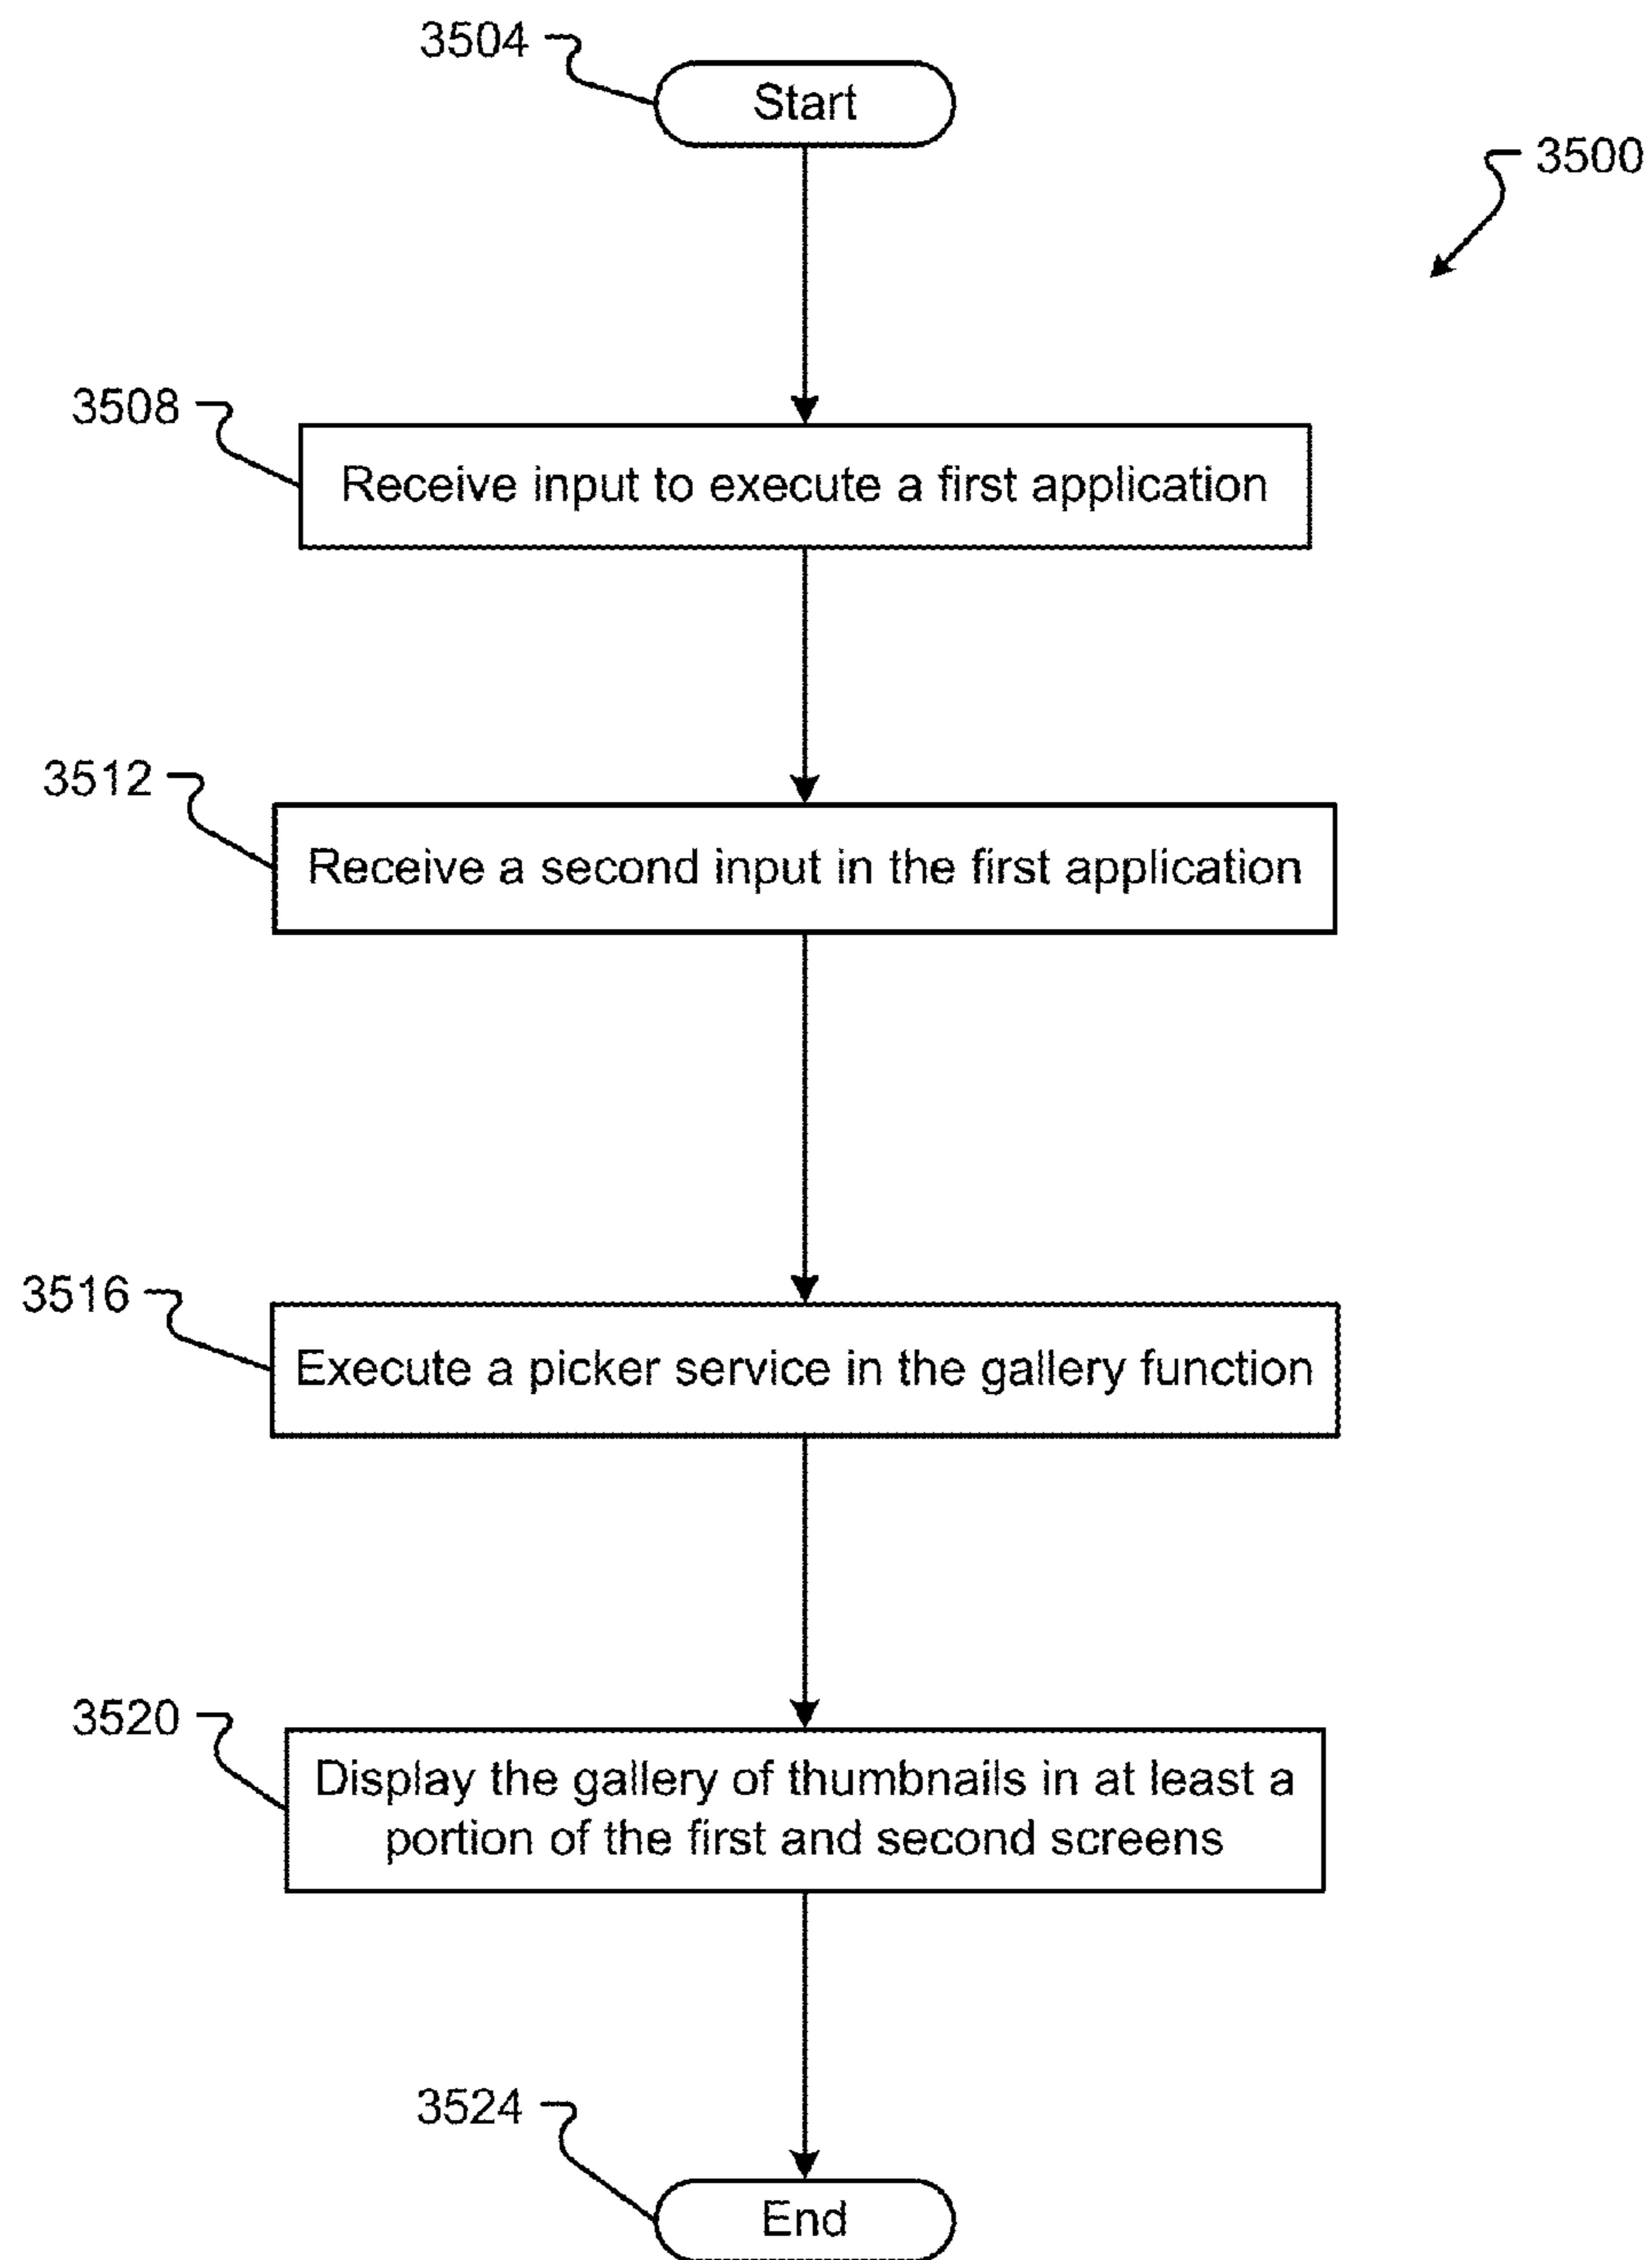 3504
Start
3500
3508
Receive input to execute a first application
3512
Receive a second input in the first application
3516
Execute a picker service in the gallery function
3520
Display the gallery of thumbnails in at least a
portion of the first and second screens
3524
End